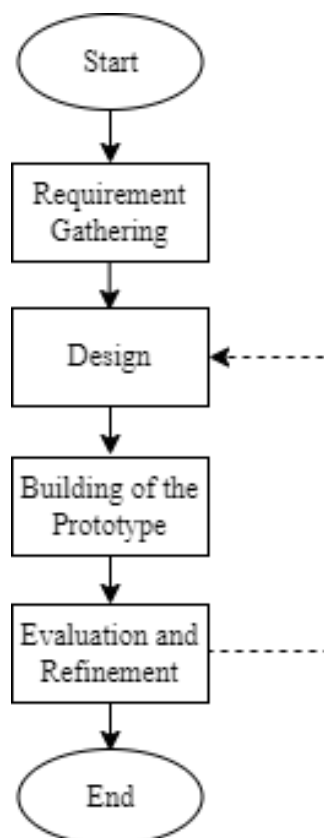 Start
Requirement
Gathering
Design
Building of the
Prototype
Evaluation and
Refinement
End